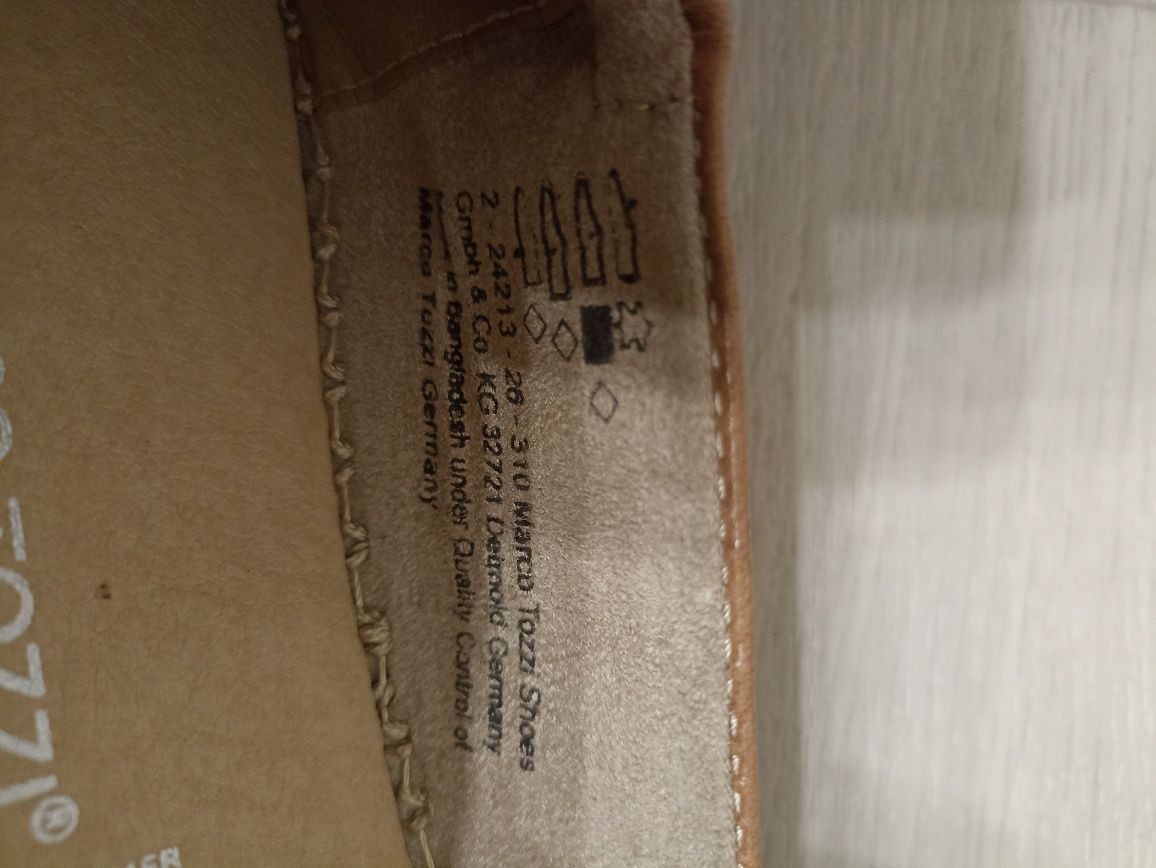 2 - 24213 - 26 - 310 Marco Tozzi Shoes
Gmbh & Co. KG 32721 Detmold Germany
in Bangladesh under Quality Control of
Marco Tozzi Germany
OZZI®